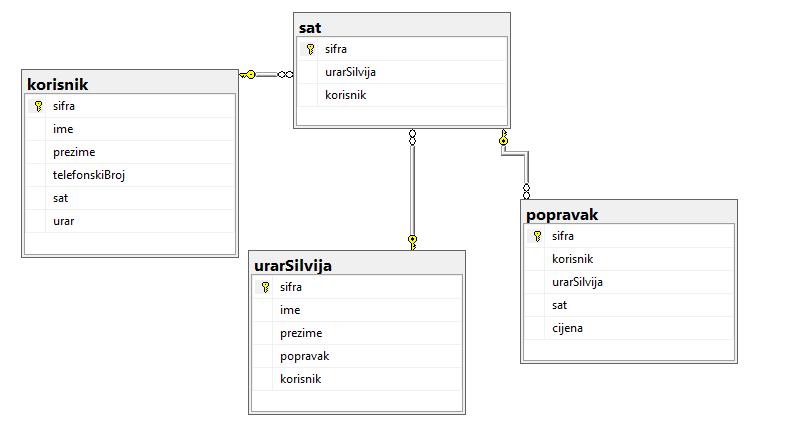 sat
sifra
urarSilvija
korisnik
korisnik
sifra
ime
prezime
telefonskiBroj
sat
urar
urarSilvija
sifra
ime
prezime
popravak
korisnik
popravak
sifra
korisnik
urarSilvija
sat
cijena